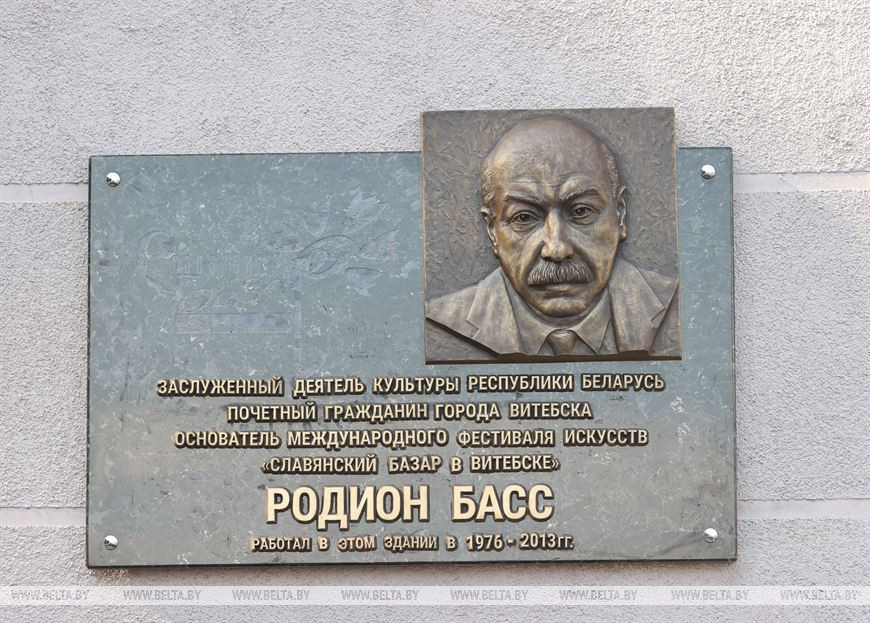 ЗАСЛУЖЕННЫЙ ДЕЯТЕЛЬ КУЛЬТУРЫ РЕСПУБЛИКИ БЕЛАРУСЬ
ПОЧЕТНЫЙ ГРАЖДАНИН ГОРОДА ВИТЕБСКА
ОСНОВАТЕЛЬ МЕЖДУНАРОДНОГО ФЕСТИВАЛЯ ИСКУССТВ
«СЛАВЯНСКИЙ БАЗАР В ВИТЕБСКЕ»
РОДИОН БАСС
РАБОТАЛ В ЭТОМ ЗДАНИИ В 1976-2013гг.
WWW.BELTA.BY WWW.BELTA.BY WWW.BELTA.BY WWW.BELTA.BY WWW.BELTA.BY WWW.BELTA.BY WWW.BELTA.BY WWW.BELTA.BY